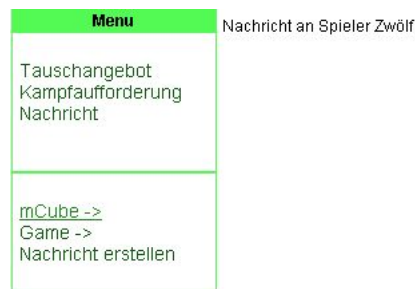 Menu
Tauschangebot
Kampfaufforderung
Nachricht
mCube ->
Game ->
Nachricht erstellen
Nachricht an Spieler Zwölf